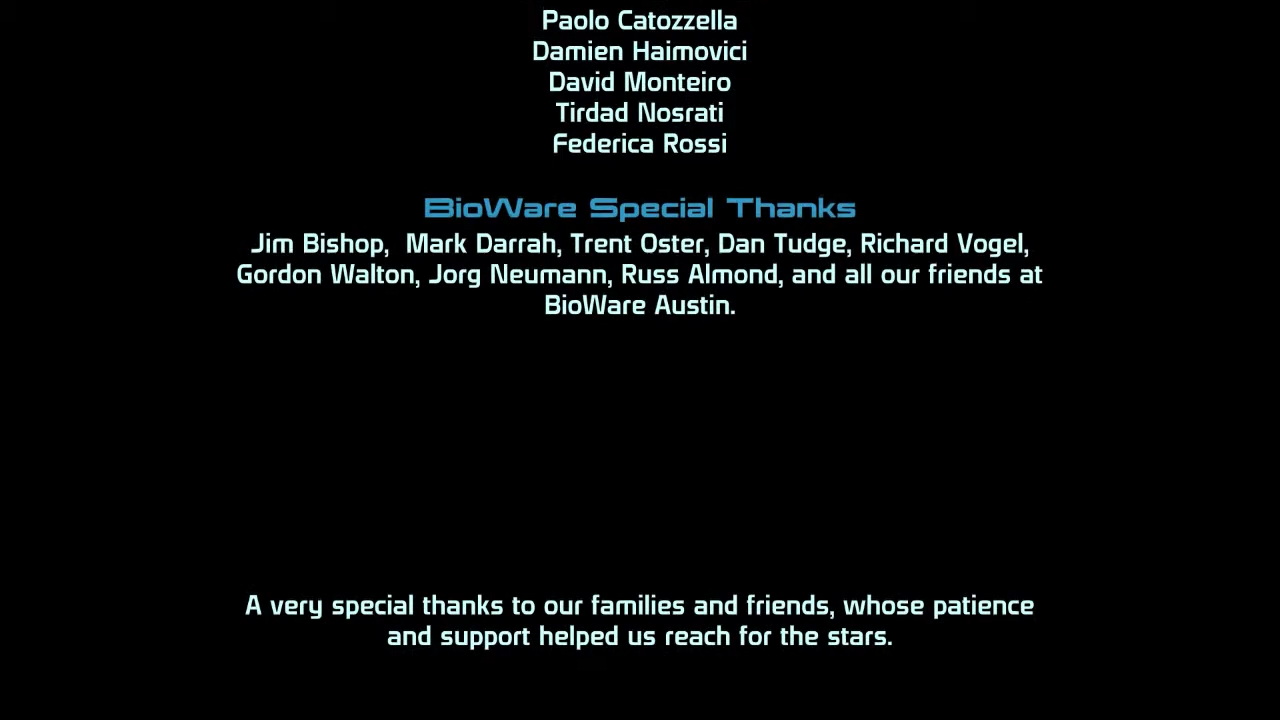 Paolo Catozzella
Damien Haimovici
David Monteiro
Tirdad Nosrati
Federica Rossi
BioWare Special Thanks
Jim Bishop,  Mark Darrah, Trent Oster, Dan Tudge, Richard Vogel,
Gordon Walton, Jorg Neumann, Russ Almond, and all our friends at
BioWare Austin.
A very special thanks to our families and friends, whose patience
and support helped us reach for the stars.